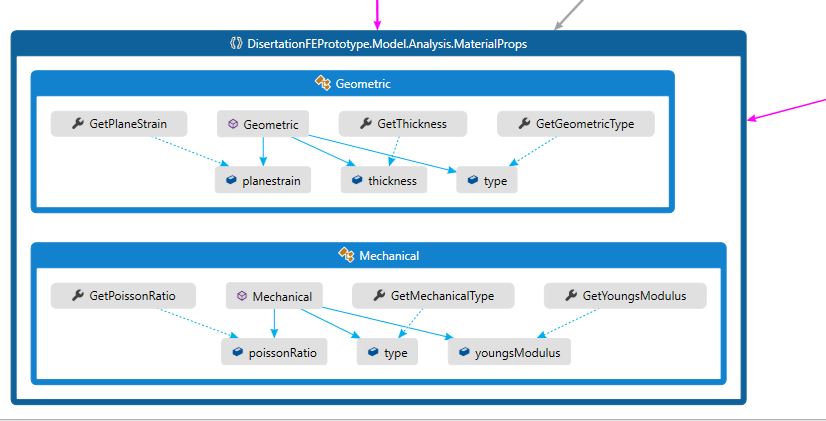 DisertationFEPrototype.Model.Analysis.MaterialProps
Geometric
GetPlaneStrain
Geometric
GetThickness
GetGeometricType
planestrain
thickness
type
Mechanical
GetPoissonRatio
Mechanical
GetMechanicalType
GetYoungsModulus
poissonRatio
type
youngsModulus